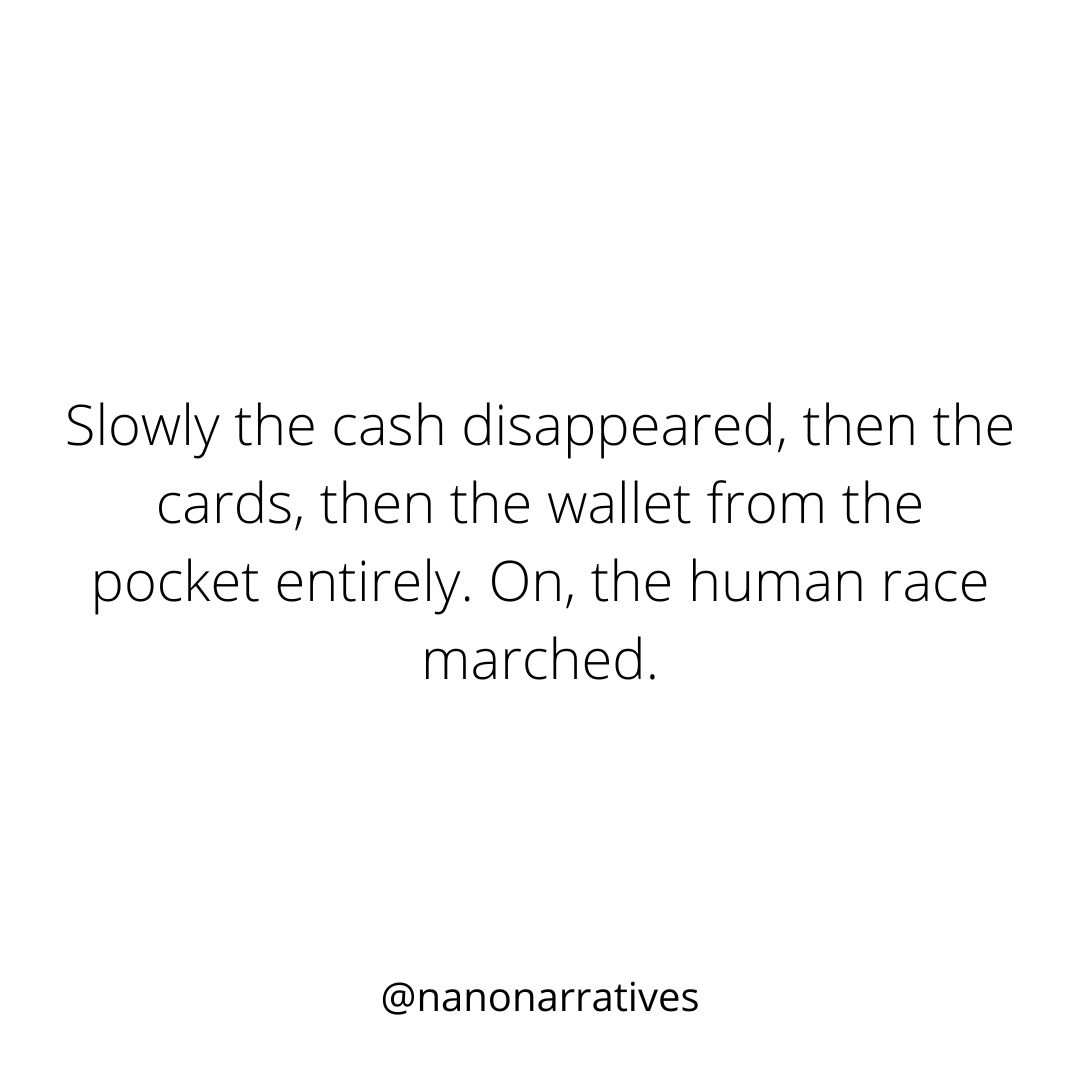 Slowly the cash disappeared, then the
cards, then the wallet from the
pocket entirely. On, the human race
marched.
@nanonarratives